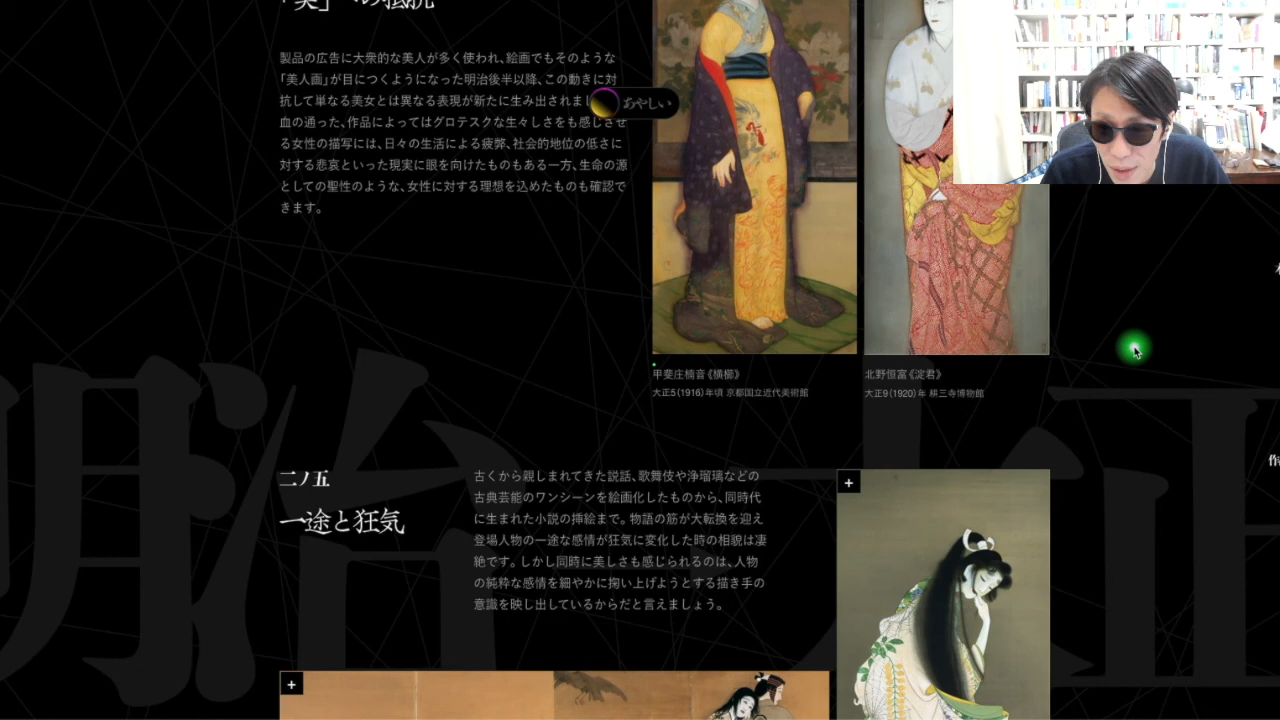 「美」への抵抗
製品の広告に大衆的な美人が多く使われ、絵画でもそのような
「美人画」が目につくようになった明治後半以降、この動きに対
抗して単なる美女とは異なる表現が新たに生み出されまし
血の通った、作品によってはグロテスクな生々しさをも感じさせ
る女性の描写には、日々の生活による疲弊、社会的地位の低さに
対する悲哀といった現実に眼を向けたものもある一方、生命の源
としての聖性のような、女性に対する理想を込めたものも確認で
きます。
あやしい
甲斐庄楠音《横櫛》
大正5(1916)年頃 京都国立近代美術館
北野恒富《淀君》
大正9(1920)年 耕三寺博物館
二ノ五
一途と狂気
古くから親しまれてきた説話、歌舞伎や浄瑠璃などの
古典芸能のワンシーンを絵画化したものから、同時代
に生まれた小説の挿絵まで。物語の筋が大転換を迎え
登場人物の一途な感情が狂気に変化した時の相貌は凄
絶です。しかし同時に美しさも感じられるのは、人物
の純粋な感情を細やかに掬い上げようとする描き手の
意識を映し出しているからだと言えましょう。
明治
大正
作